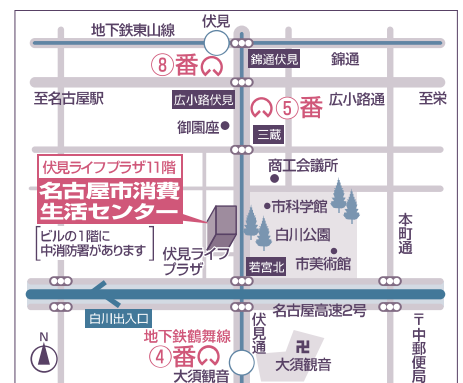 伏見
地下鉄東山線
⑧番
錦通伏見
錦通
至名古屋駅
広小路伏見
⑤番
広小路通
至栄
御園座
三蔵
商工会議所
伏見ライフプラザ11階
名古屋市消費
生活センター
市科学館
白川公園
本町通
ビルの1階に
中消防署があります
伏見ライフ
プラザ
若宮北
市美術館
白川出入口
名古屋高速2号
地下鉄鶴舞線
伏見通
〒中郵便局
N
④番
卍
大須観音
大須観音